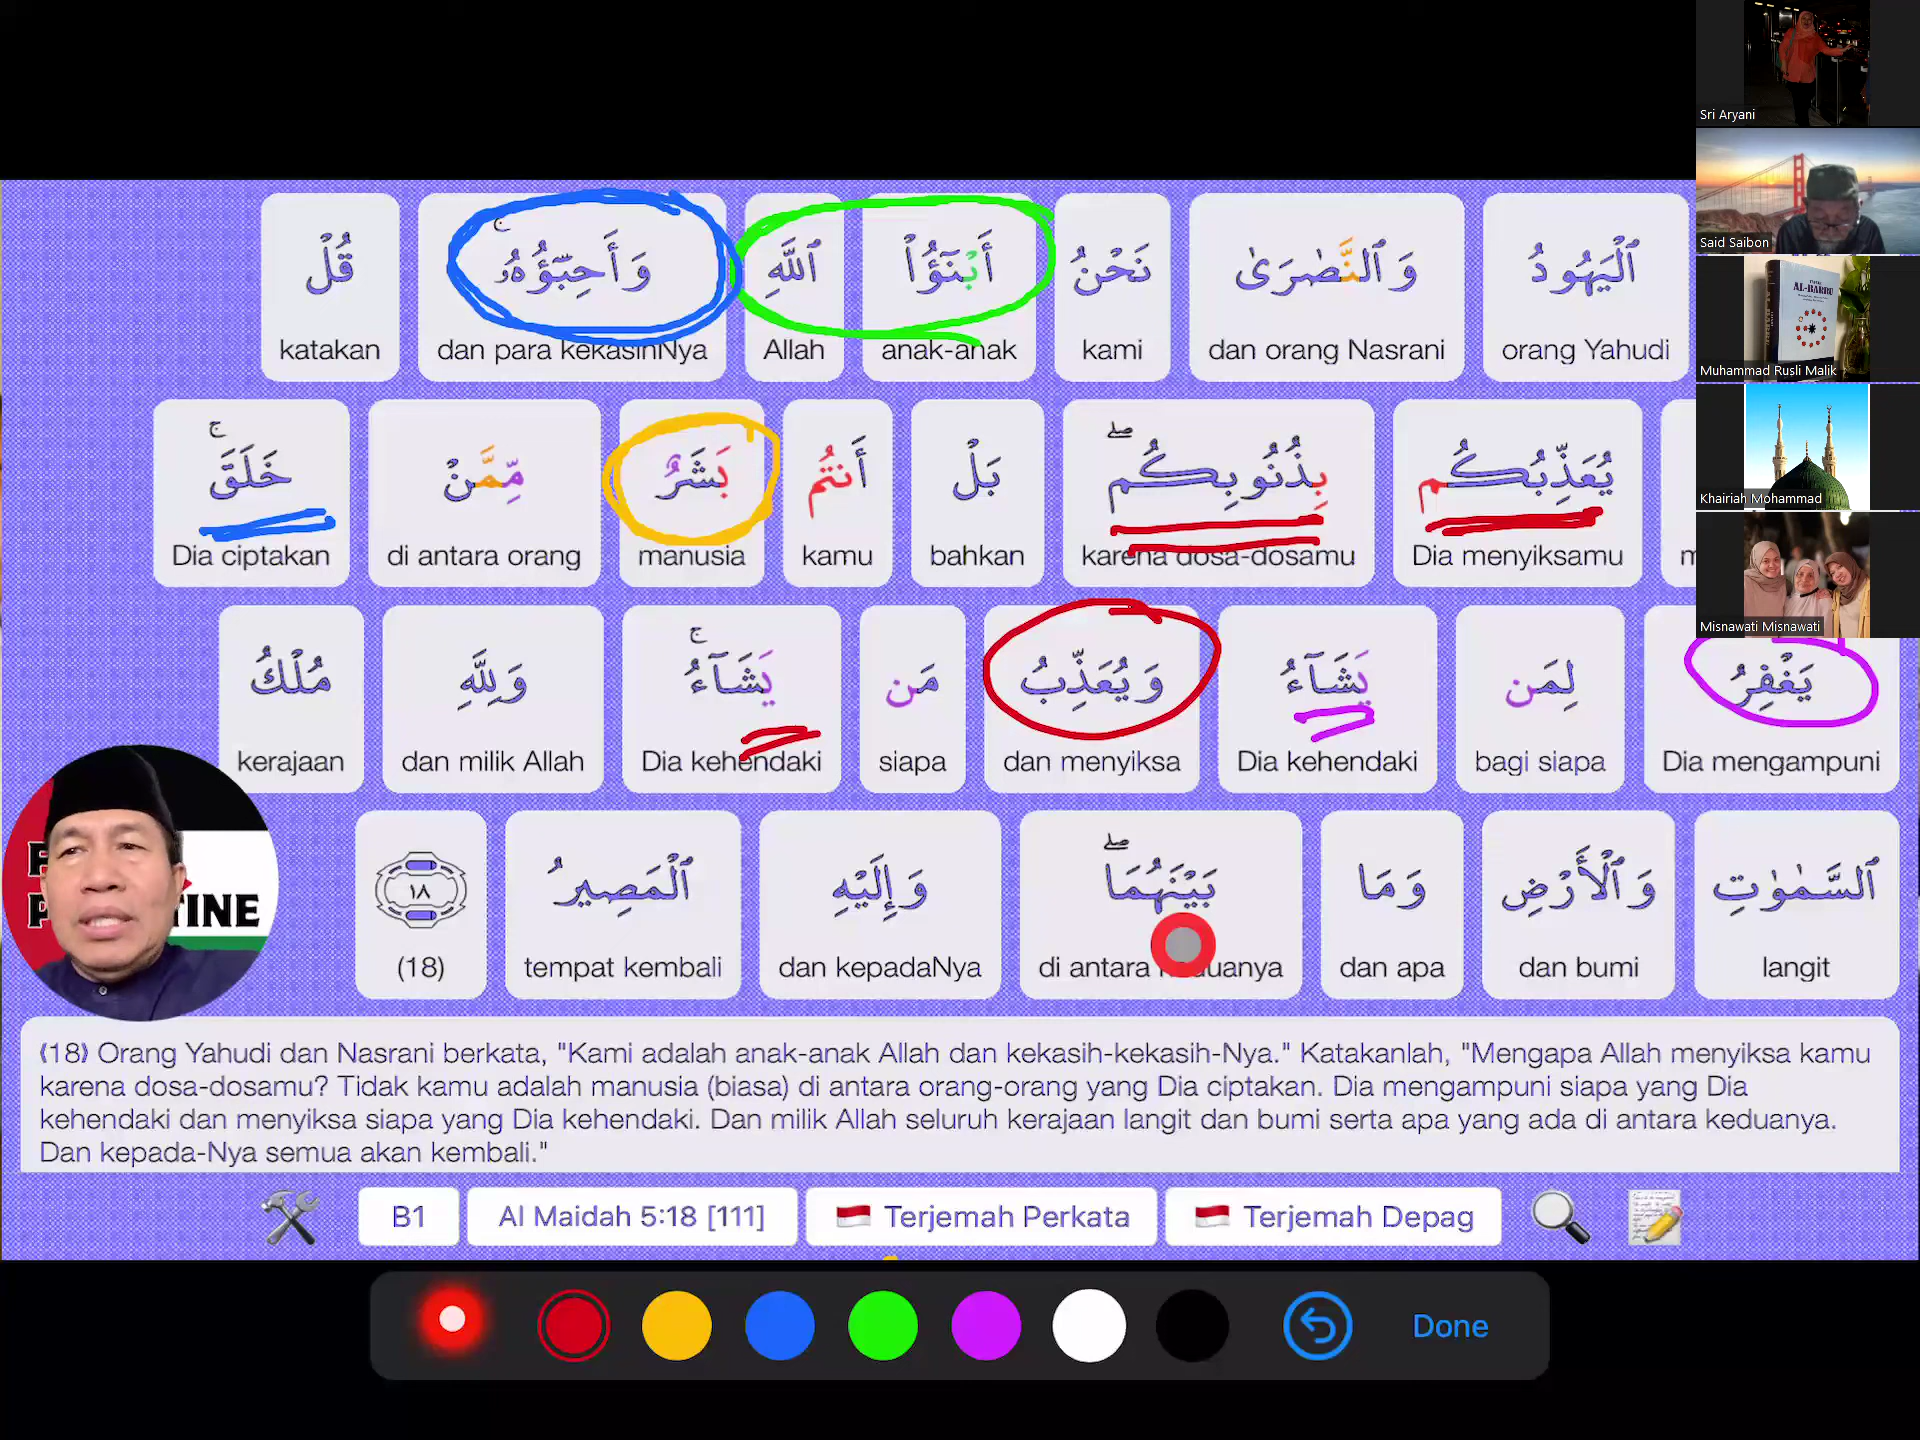 Sri Aryani
Said Saibon
Muhammad Rusli Malik
AL-BARRU
Khairiah Mohammad
Misnawati Misnawati
ٱلْيَهُودُ وَٱلنَّصَٰرَىٰ نَحْنُ أَبْنَٰٓؤُا۟ ٱللَّهِ وَأَحِبَّٰٓؤُهُۥ ۚ قُلْ
orang Yahudi dan orang Nasrani kami anak-anak Allah dan para kekasihNya katakan
يُعَذِّبُكُم بِذُنُوبِكُم ۖ بَلْ أَنتُم بَشَرٌ مِّمَّنْ خَلَقَ ۚ
Dia menyiksamu karena dosa-dosamu bahkan kamu manusia di antara orang Dia ciptakan
يَغْفِرُ لِمَن يَشَآءُ وَيُعَذِّبُ مَن يَشَآءُ ۚ وَلِلَّهِ مُلْكُ
Dia mengampuni bagi siapa Dia kehendaki dan menyiksa siapa Dia kehendaki dan milik Allah kerajaan
ٱلسَّمَٰوَٰتِ وَٱلْأَرْضِ وَمَا بَيْنَهُمَا ۖ وَإِلَيْهِ ٱلْمَصِيرُ ١٨
langit dan bumi dan apa di antara keduanya dan kepadaNya tempat kembali (18)
(18) Orang Yahudi dan Nasrani berkata, "Kami adalah anak-anak Allah dan kekasih-kekasih-Nya." Katakanlah, "Mengapa Allah menyiksa kamu
karena dosa-dosamu? Tidak kamu adalah manusia (biasa) di antara orang-orang yang Dia ciptakan. Dia mengampuni siapa yang Dia
kehendaki dan menyiksa siapa yang Dia kehendaki. Dan milik Allah seluruh kerajaan langit dan bumi serta apa yang ada di antara keduanya.
Dan kepada-Nya semua akan kembali."
B1 Al Maidah 5:18 [111] Terjemah Perkata Terjemah Depag
Done